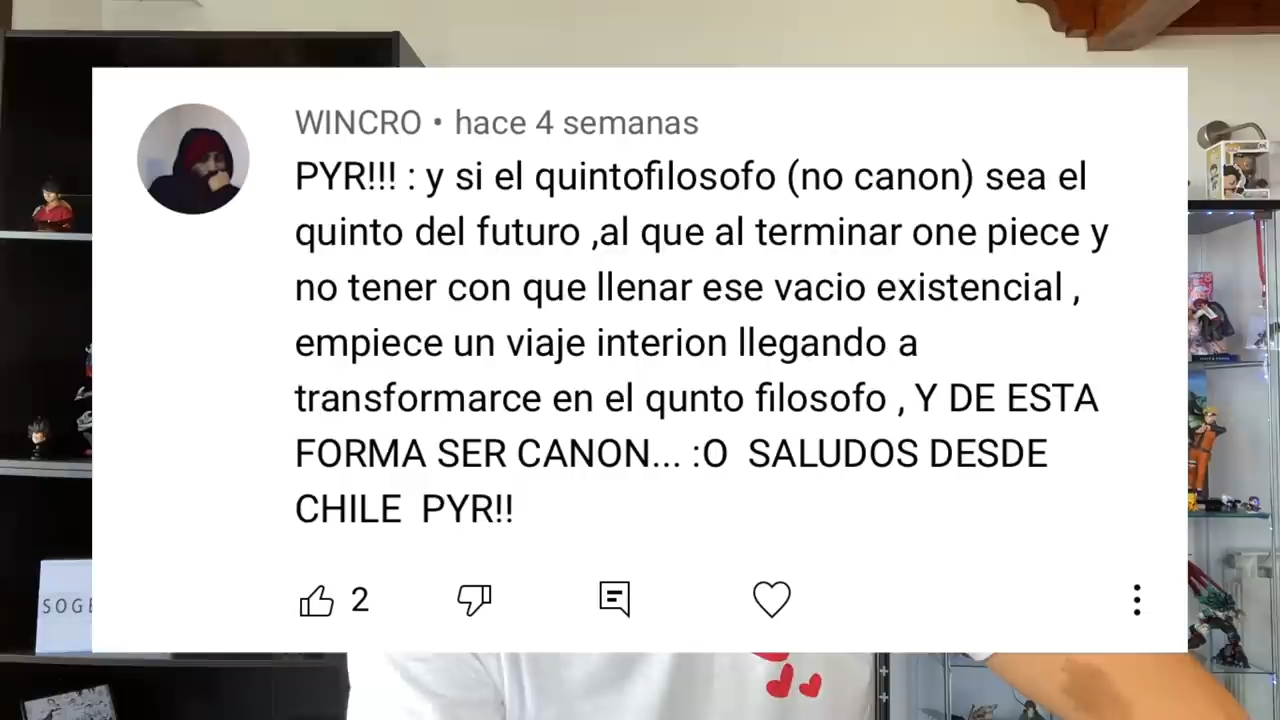 WINCRO • hace 4 semanas
PYR!!! : y si el quintofilosofo (no canon) sea el
quinto del futuro ,al que al terminar one piece y
no tener con que llenar ese vacio existencial ,
empiece un viaje interion llegando a
transformarce en el qunto filosofo , Y DE ESTA
FORMA SER CANON... :O SALUDOS DESDE
CHILE PYR!!
2
SOGE